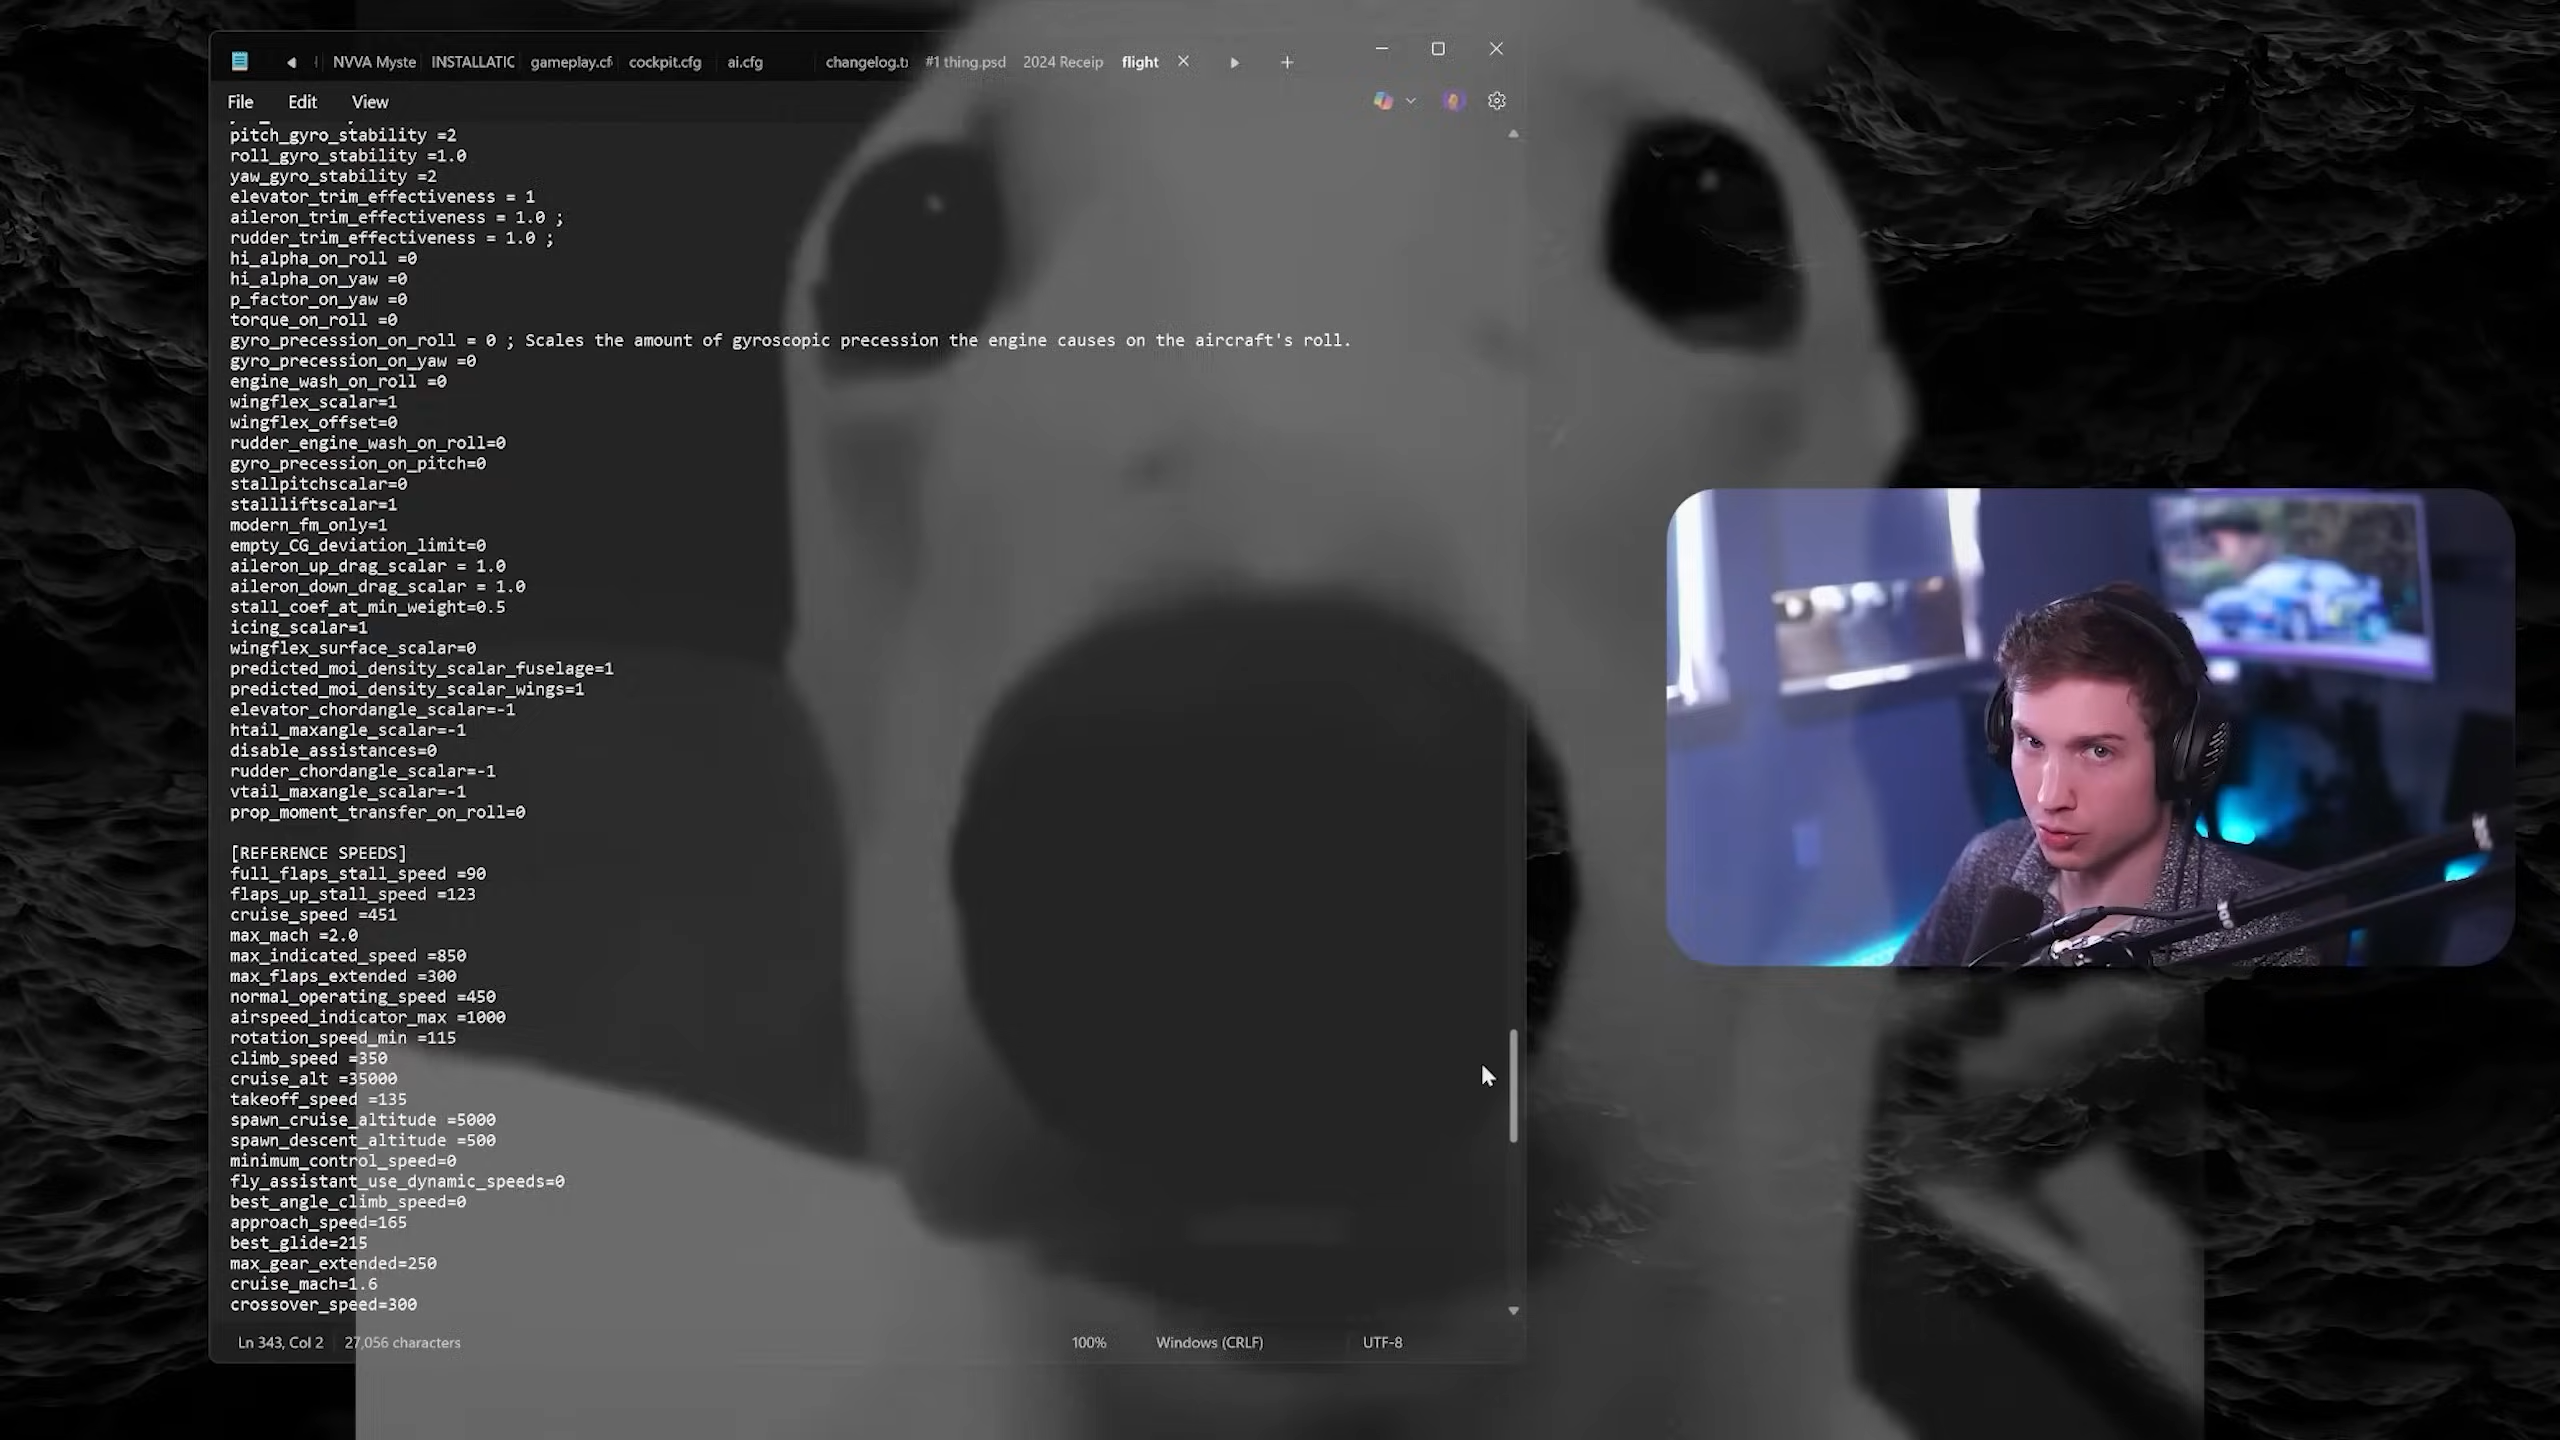 NVVA Myste INSTALLATIC gameplay.cf cockpit.cfg ai.cfg changelog.t #1 thing.psd 2024 Receip flight
File Edit View
pitch_gyro_stability =2
roll_gyro_stability =1.0
yaw_gyro_stability =2
elevator_trim_effectiveness = 1
aileron_trim_effectiveness = 1.0 ;
rudder_trim_effectiveness = 1.0 ;
hi_alpha_on_roll =0
hi_alpha_on_yaw =0
p_factor_on_yaw =0
torque_on_roll =0
gyro_precession_on_roll = 0 ; Scales the amount of gyroscopic precession the engine causes on the aircraft's roll.
gyro_precession_on_yaw =0
engine_wash_on_roll =0
wingflex_scalar=1
wingflex_offset=0
rudder_engine_wash_on_roll=0
gyro_precession_on_pitch=0
stallpitchscalar=0
stallliftscalar=1
modern_fm_only=1
empty_CG_deviation_limit=0
aileron_up_drag_scalar = 1.0
aileron_down_drag_scalar = 1.0
stall_coef_at_min_weight=0.5
icing_scalar=1
wingflex_surface_scalar=0
predicted_moi_density_scalar_fuselage=1
predicted_moi_density_scalar_wings=1
elevator_chordangle_scalar=-1
htail_maxangle_scalar=-1
disable_assistances=0
rudder_chordangle_scalar=-1
vtail_maxangle_scalar=-1
prop_moment_transfer_on_roll=0
[REFERENCE SPEEDS]
full_flaps_stall_speed =90
flaps_up_stall_speed =123
cruise_speed =451
max_mach =2.0
max_indicated_speed =850
max_flaps_extended =300
normal_operating_speed =450
airspeed_indicator_max =1000
rotation_speed_min =115
climb_speed =350
cruise_alt =35000
takeoff_speed =135
spawn_cruise_altitude =5000
spawn_descent_altitude =500
minimum_control_speed=0
fly_assistant_use_dynamic_speeds=0
best_angle_climb_speed=0
approach_speed=165
best_glide=215
max_gear_extended=250
cruise_mach=1.6
crossover_speed=300
Ln 343, Col 2 27,056 characters 100% Windows (CRLF) UTF-8